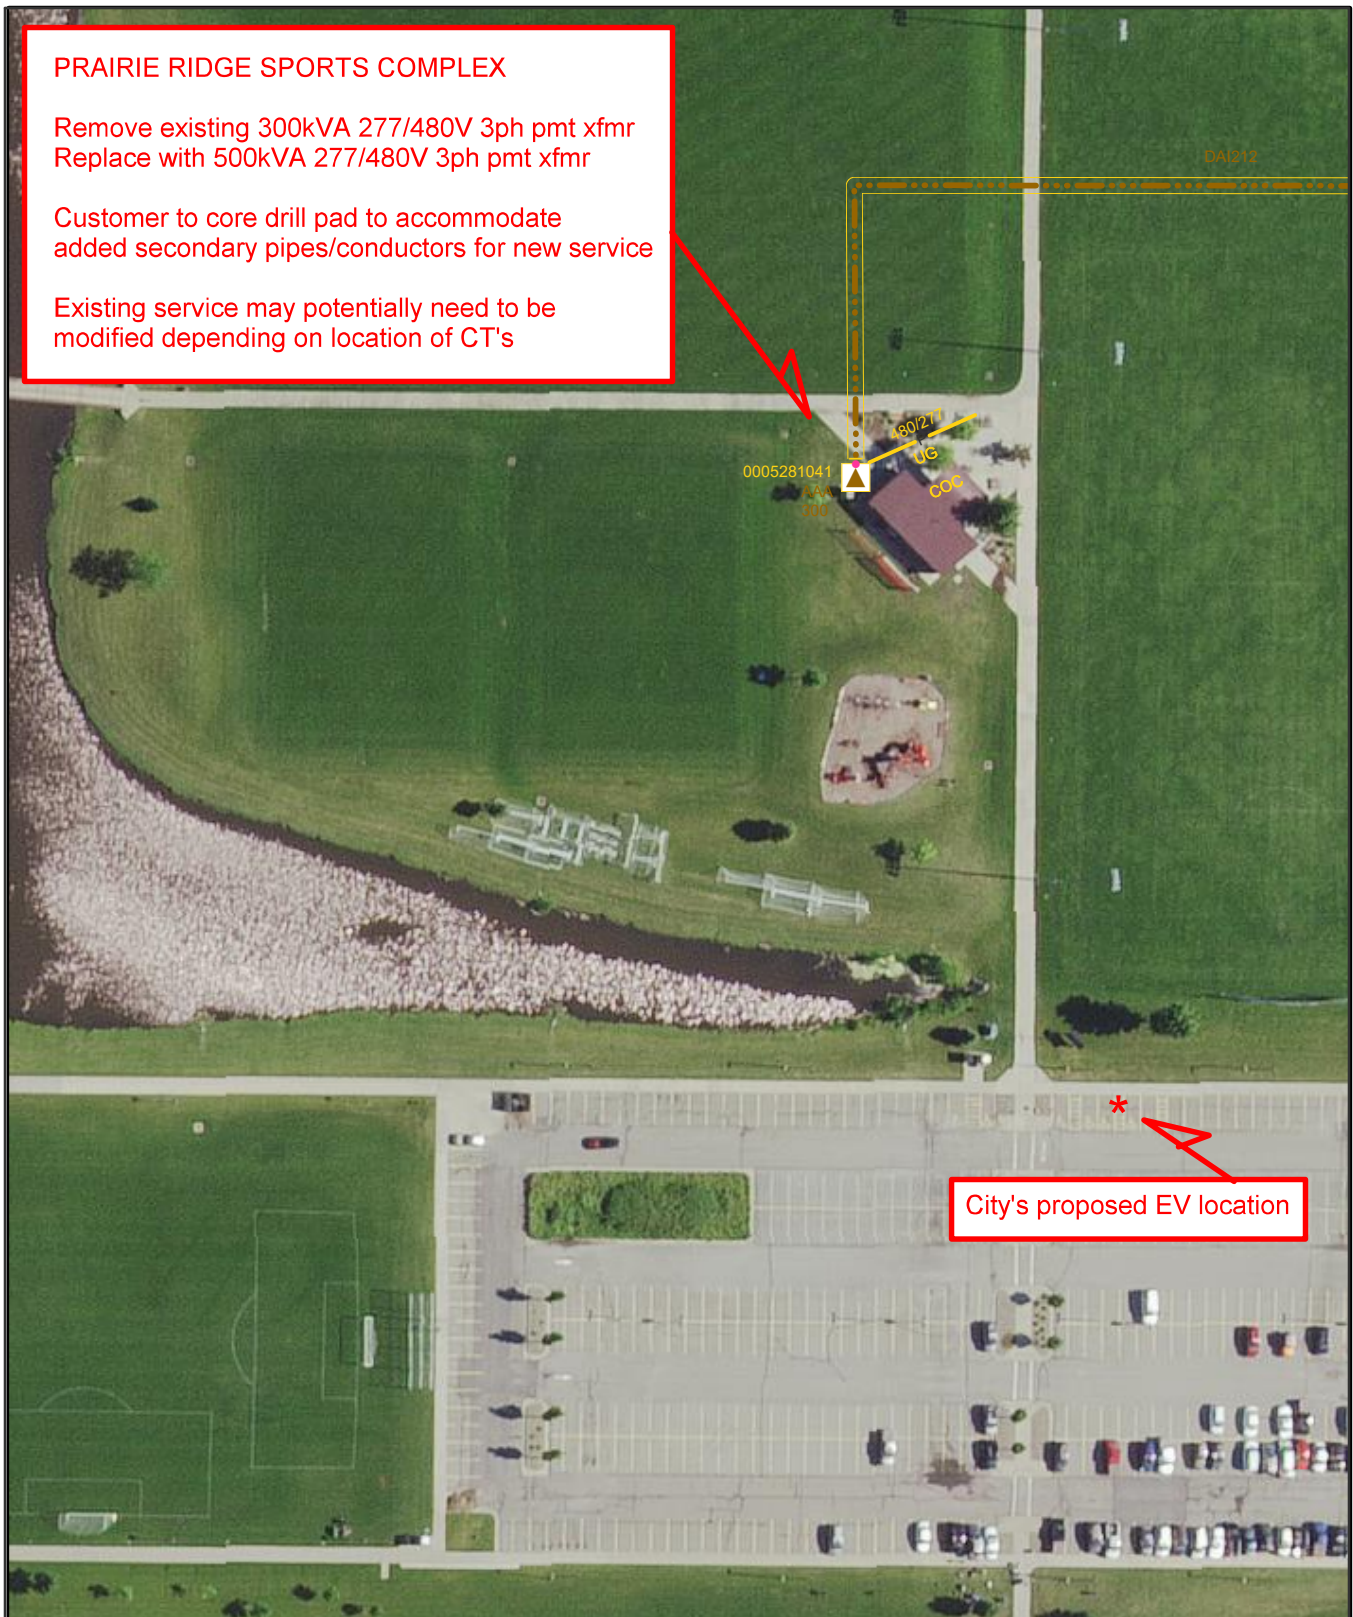 PRAIRIE RIDGE SPORTS COMPLEX
Remove existing 300kVA 277/480V 3ph pmt xfmr
Replace with 500kVA 277/480V 3ph pmt xfmr
Customer to core drill pad to accommodate
added secondary pipes/conductors for new service
Existing service may potentially need to be
modified depending on location of CT's
DAI212
480/277
UG
COC
0005281041
AAA
*
City's proposed EV location